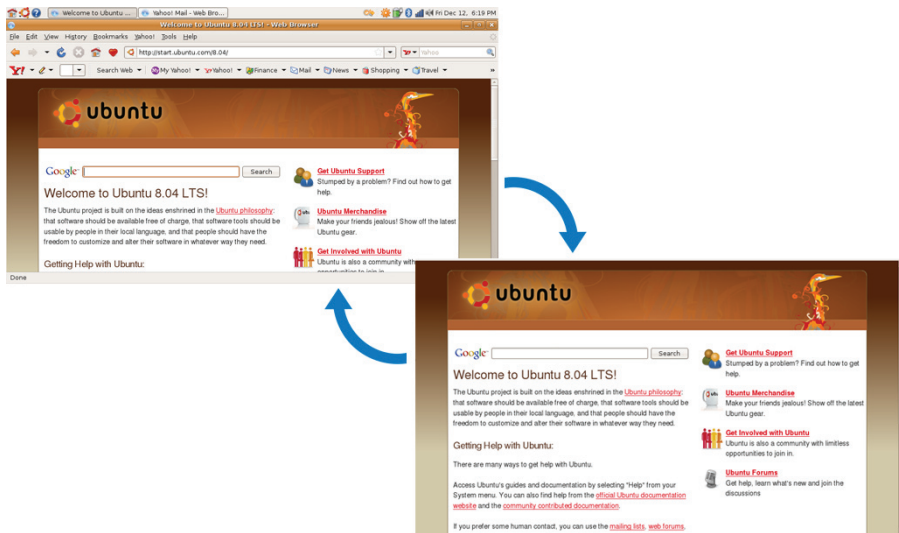 Welcome to Ubuntu ...
Yahoo! Mail - Web Bro...
Fri Dec 12, 6:19 PM
Welcome to Ubuntu 8.04 LTS! - Web Browser
File Edit View History Bookmarks Yahoo! Tools Help
http://start.ubuntu.com/8.04/
Yahoo
Y! Search Web My Yahoo! Yahoo! Finance Mail News Shopping Travel »
ubuntu
Google
Search
Welcome to Ubuntu 8.04 LTS!
The Ubuntu project is built on the ideas enshrined in the Ubuntu philosophy:
that software should be available free of charge, that software tools should be
usable by people in their local language, and that people should have the
freedom to customize and alter their software in whatever way they need.
Getting Help with Ubuntu:
Get Ubuntu Support
Stumped by a problem? Find out how to get
help.
Ubuntu Merchandise
Make your friends jealous! Show off the latest
Ubuntu gear.
Get Involved with Ubuntu
Ubuntu is also a community with
opportunities to join in.
Done
ubuntu
Google
Search
Welcome to Ubuntu 8.04 LTS!
The Ubuntu project is built on the ideas enshrined in the Ubuntu philosophy:
that software should be available free of charge, that software tools should be
usable by people in their local language, and that people should have the
freedom to customize and alter their software in whatever way they need.
Getting Help with Ubuntu:
There are many ways to get help with Ubuntu.
Access Ubuntu's guides and documentation by selecting "Help" from your
System menu. You can also find help from the official Ubuntu documentation
website and the community contributed documentation.
If you prefer some human contact, you can use the mailing lists, web forums,
Get Ubuntu Support
Stumped by a problem? Find out how to get
help.
Ubuntu Merchandise
Make your friends jealous! Show off the latest
Ubuntu gear.
Get Involved with Ubuntu
Ubuntu is also a community with limitless
opportunities to join in.
Ubuntu Forums
Get help, learn what's new and join the
discussions